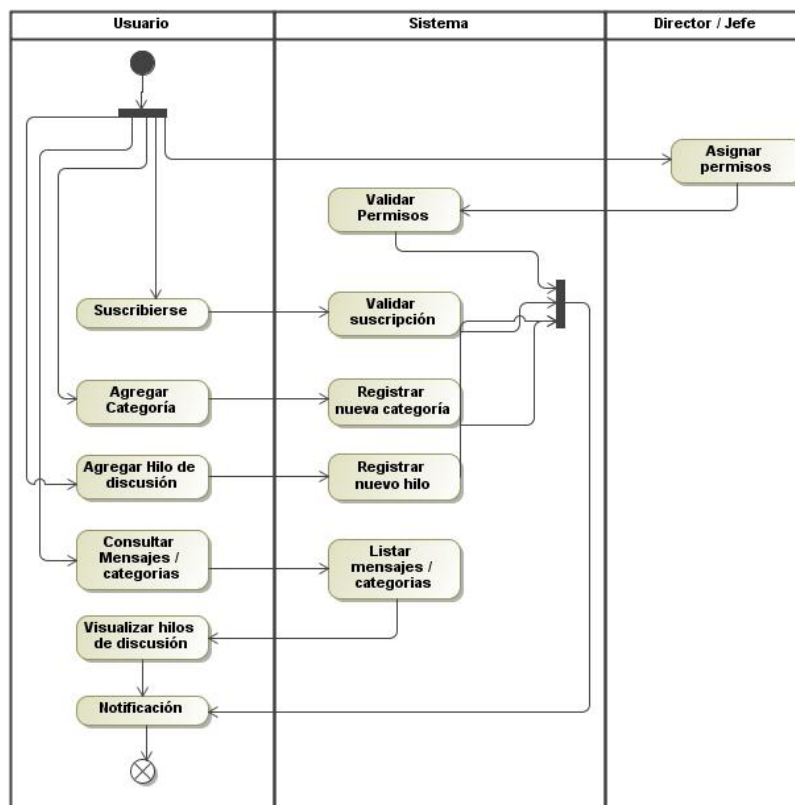 Usuario
Sistema
Director / Jefe
Asignar
permisos
Validar
Permisos
Suscribierse
Validar
suscripción
Agregar
Categoría
Registrar
nueva categoría
Agregar Hilo de
discusión
Registrar
nuevo hilo
Consultar
Mensajes /
categorias
Listar
mensajes /
categorias
Visualizar hilos
de discusión
Notificación